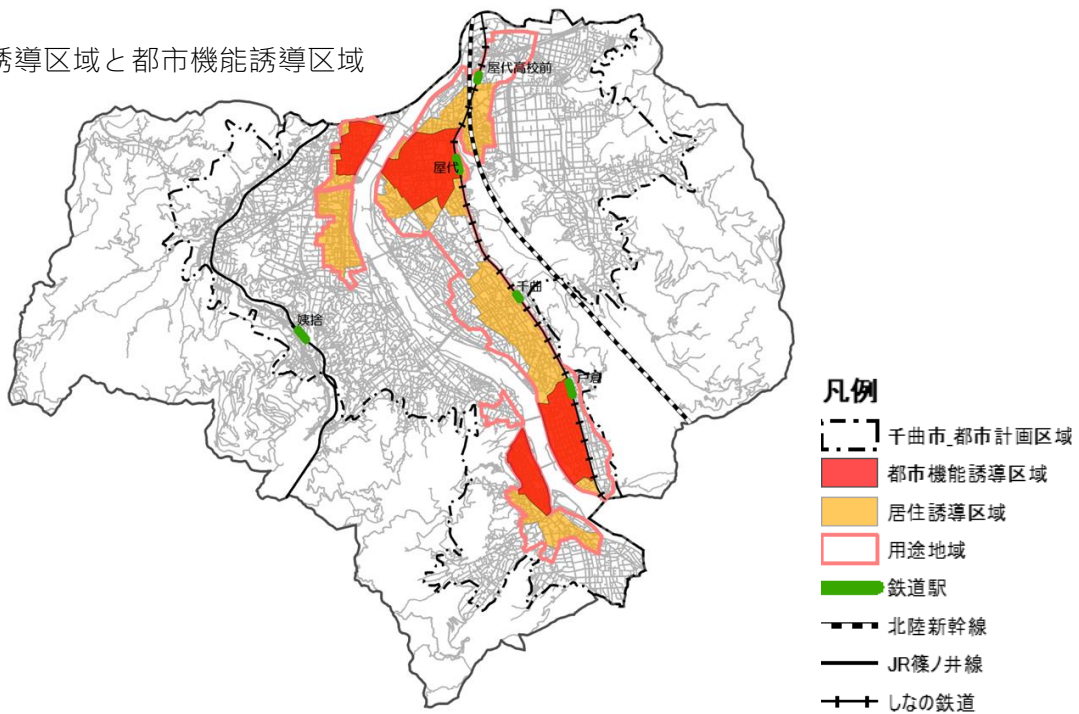 誘導区域と都市機能誘導区域
屋代高校前
屋代
千曲
姨捨
戸倉
凡例
千曲市_都市計画区域
都市機能誘導区域
居住誘導区域
用途地域
鉄道駅
北陸新幹線
JR篠ノ井線
しなの鉄道